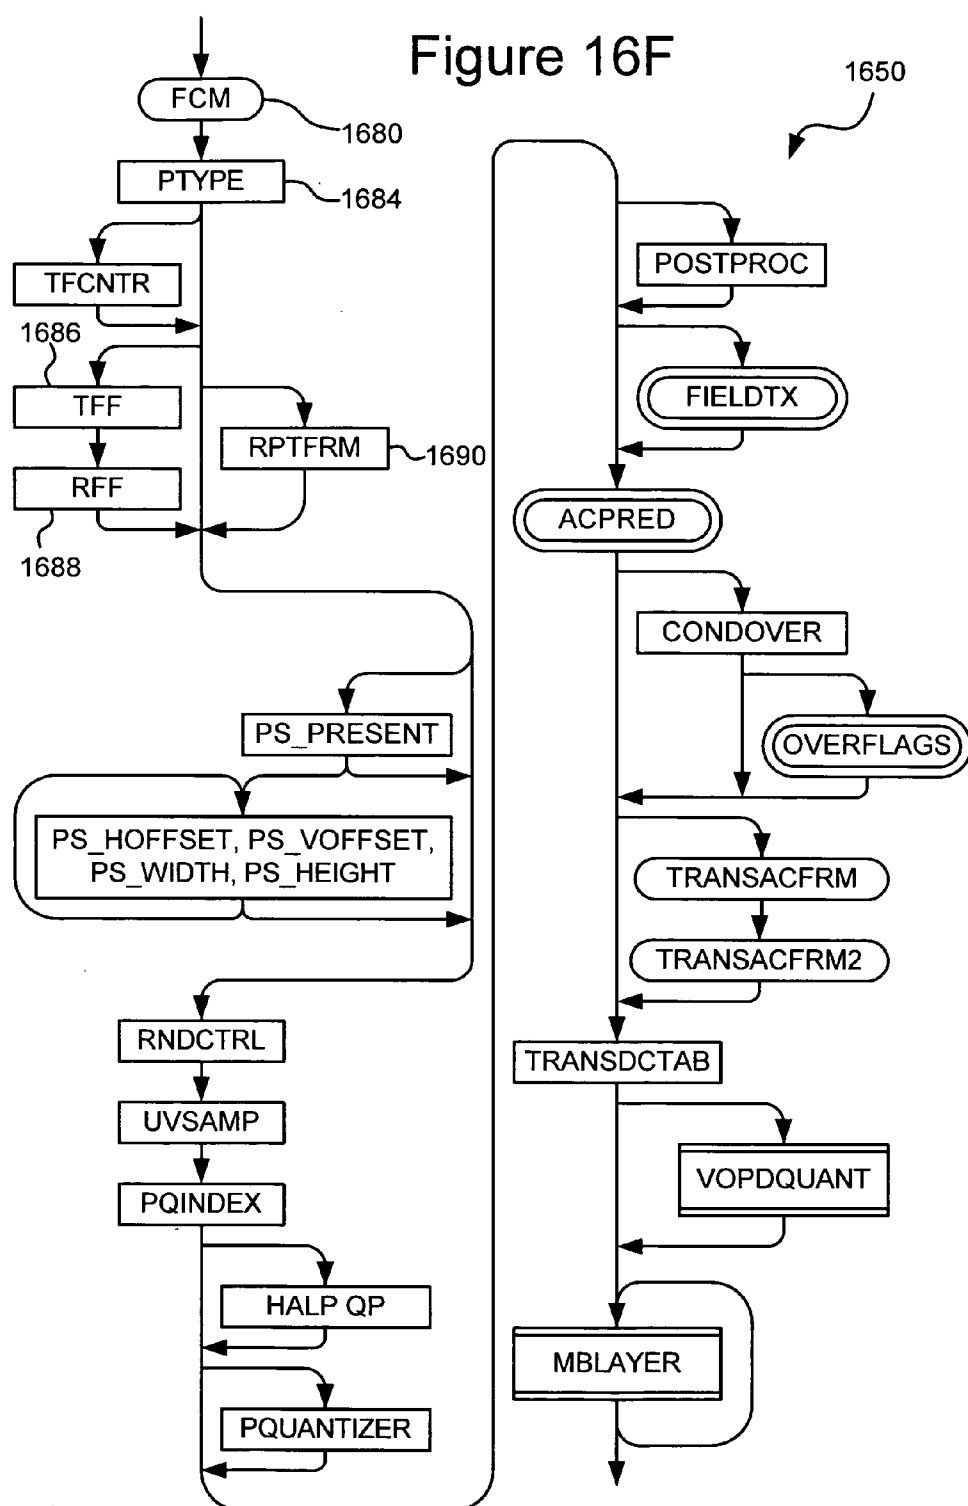 Figure 16F
1650
FCM
1680
PTYPE
1684
TFCNTR
1686
TFF
RPTFRM
1690
RFF
1688
PS_PRESENT
PS_HOFFSET, PS_VOFFSET,
PS_WIDTH, PS_HEIGHT
RNDCTRL
UVSAMP
PQINDEX
HALP QP
PQUANTIZER
POSTPROC
FIELDTX
ACPRED
CONDOVER
OVERFLAGS
TRANSACFRM
TRANSACFRM2
TRANSDCTAB
VOPDQUANT
MBLAYER